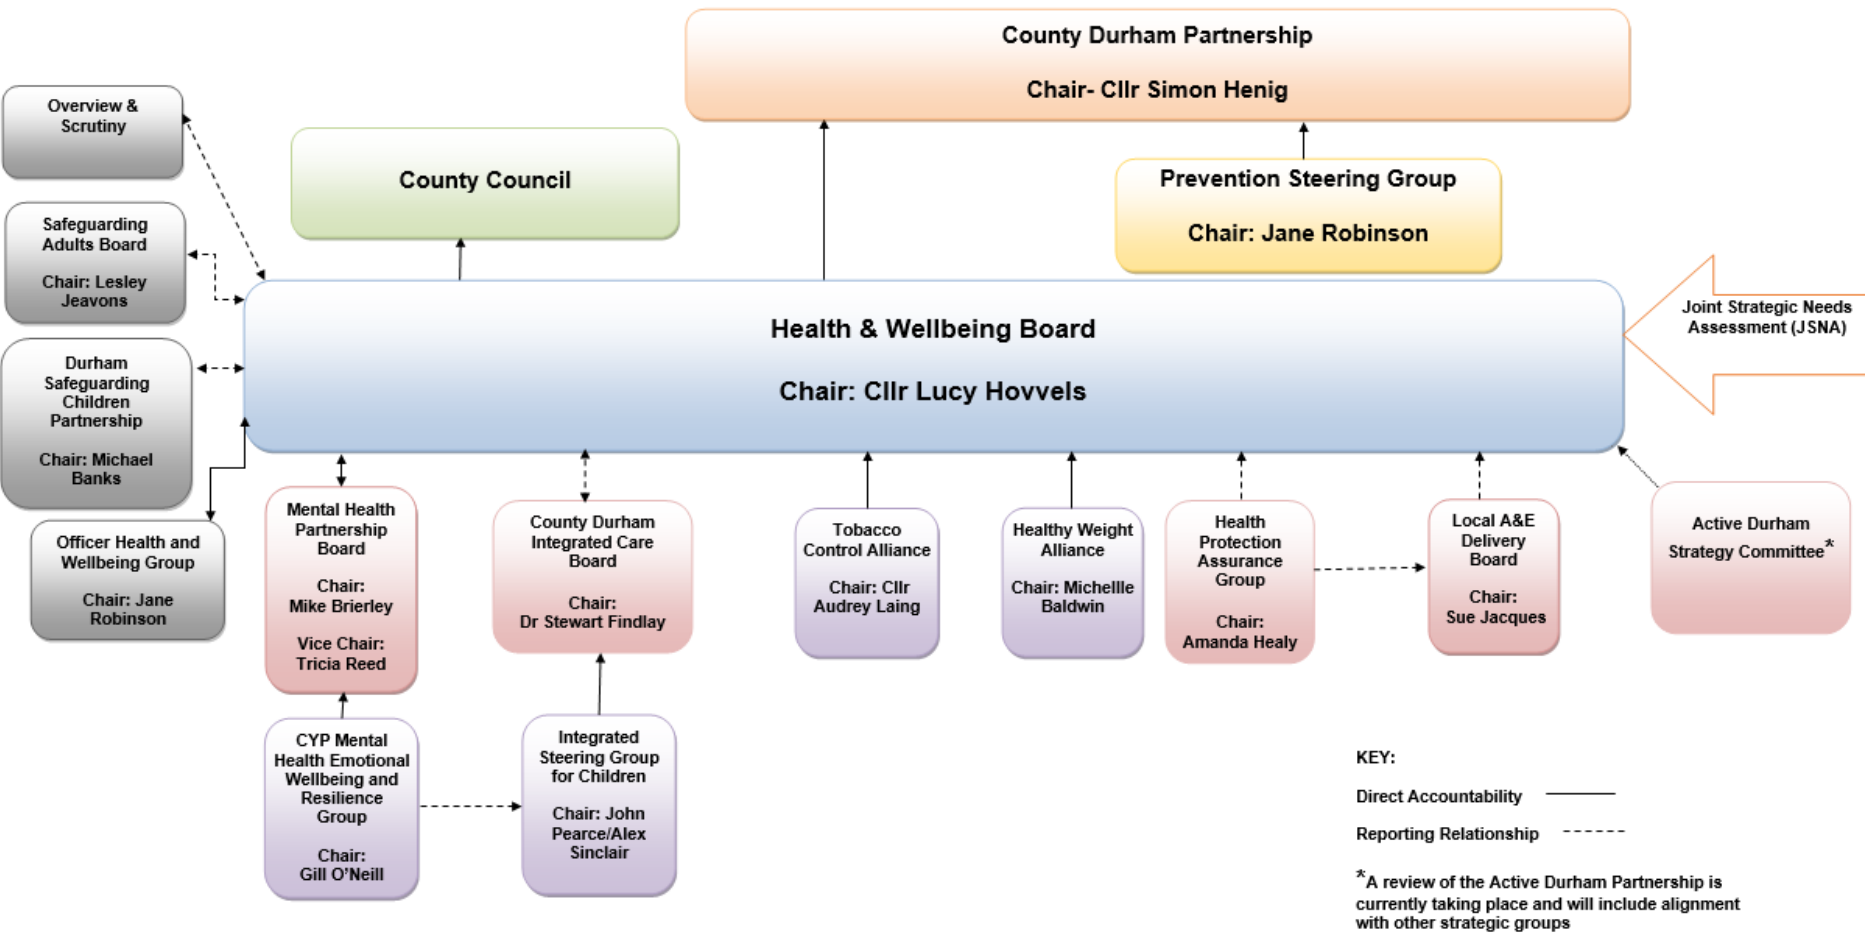 County Durham Partnership
Chair- Cllr Simon Henig
Overview &
Scrutiny
County Council
Prevention Steering Group
Chair: Jane Robinson
Safeguarding
Adults Board
Chair: Lesley
Jeavons
Health & Wellbeing Board
Chair: Cllr Lucy Hovvels
Joint Strategic Needs
Assessment (JSNA)
Durham
Safeguarding
Children
Partnership
Chair: Michael
Banks
Officer Health and
Wellbeing Group
Chair: Jane
Robinson
Mental Health
Partnership
Board
Chair:
Mike Brierley
Vice Chair:
Tricia Reed
County Durham
Integrated Care
Board
Chair:
Dr Stewart Findlay
Tobacco
Control Alliance
Chair: Cllr
Audrey Laing
Healthy Weight
Alliance
Chair: Michellle
Baldwin
Health
Protection
Assurance
Group
Chair:
Amanda Healy
Local A&E
Delivery
Board
Chair:
Sue Jacques
Active Durham
Strategy Committee*
CYP Mental
Health Emotional
Wellbeing and
Resilience
Group
Chair:
Gill O'Neill
Integrated
Steering Group
for Children
Chair: John
Pearce/Alex
Sinclair
KEY:
Direct Accountability
Reporting Relationship
*A review of the Active Durham Partnership is
currently taking place and will include alignment
with other strategic groups